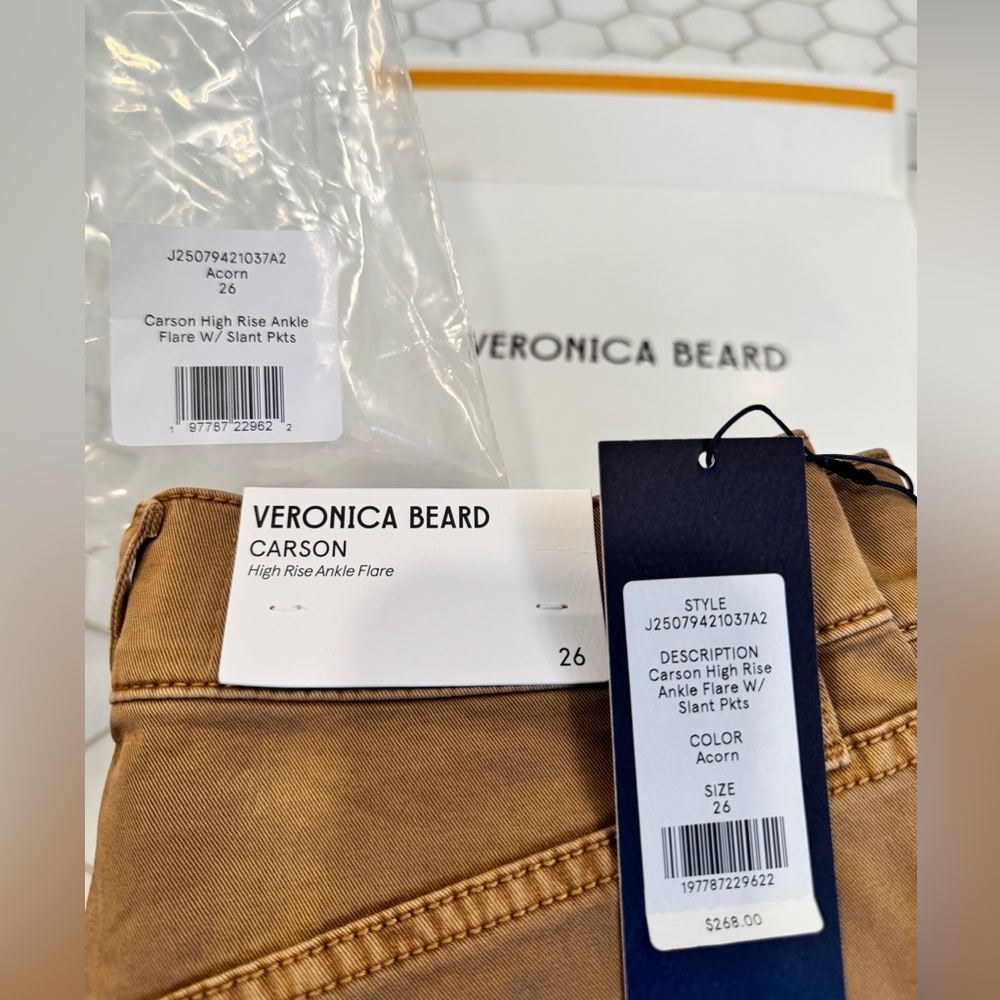 J25079421037A2
Acorn
26
Carson High Rise Ankle
Flare W/ Slant Pkts
1 97787 22962 2
VERONICA BEARD
VERONICA BEARD
CARSON
High Rise Ankle Flare
26
STYLE
J25079421037A2
DESCRIPTION
Carson High Rise
Ankle Flare W/
Slant Pkts
COLOR
Acorn
SIZE
26
197787229622
$268.00